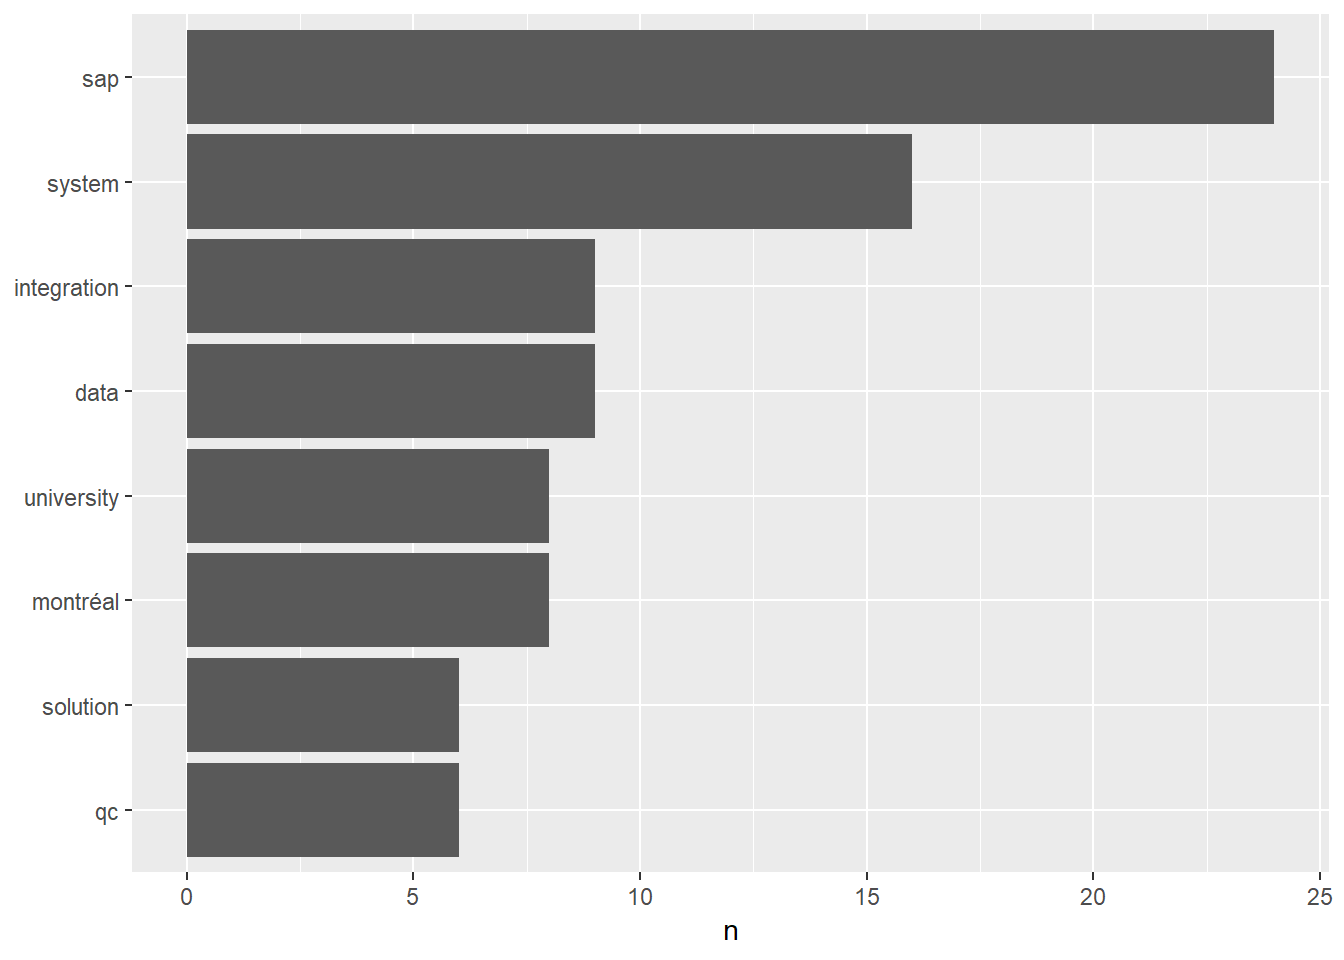 sap
system
integration
data
university
montréal
solution
qc
0 5 10 15 20 25
n